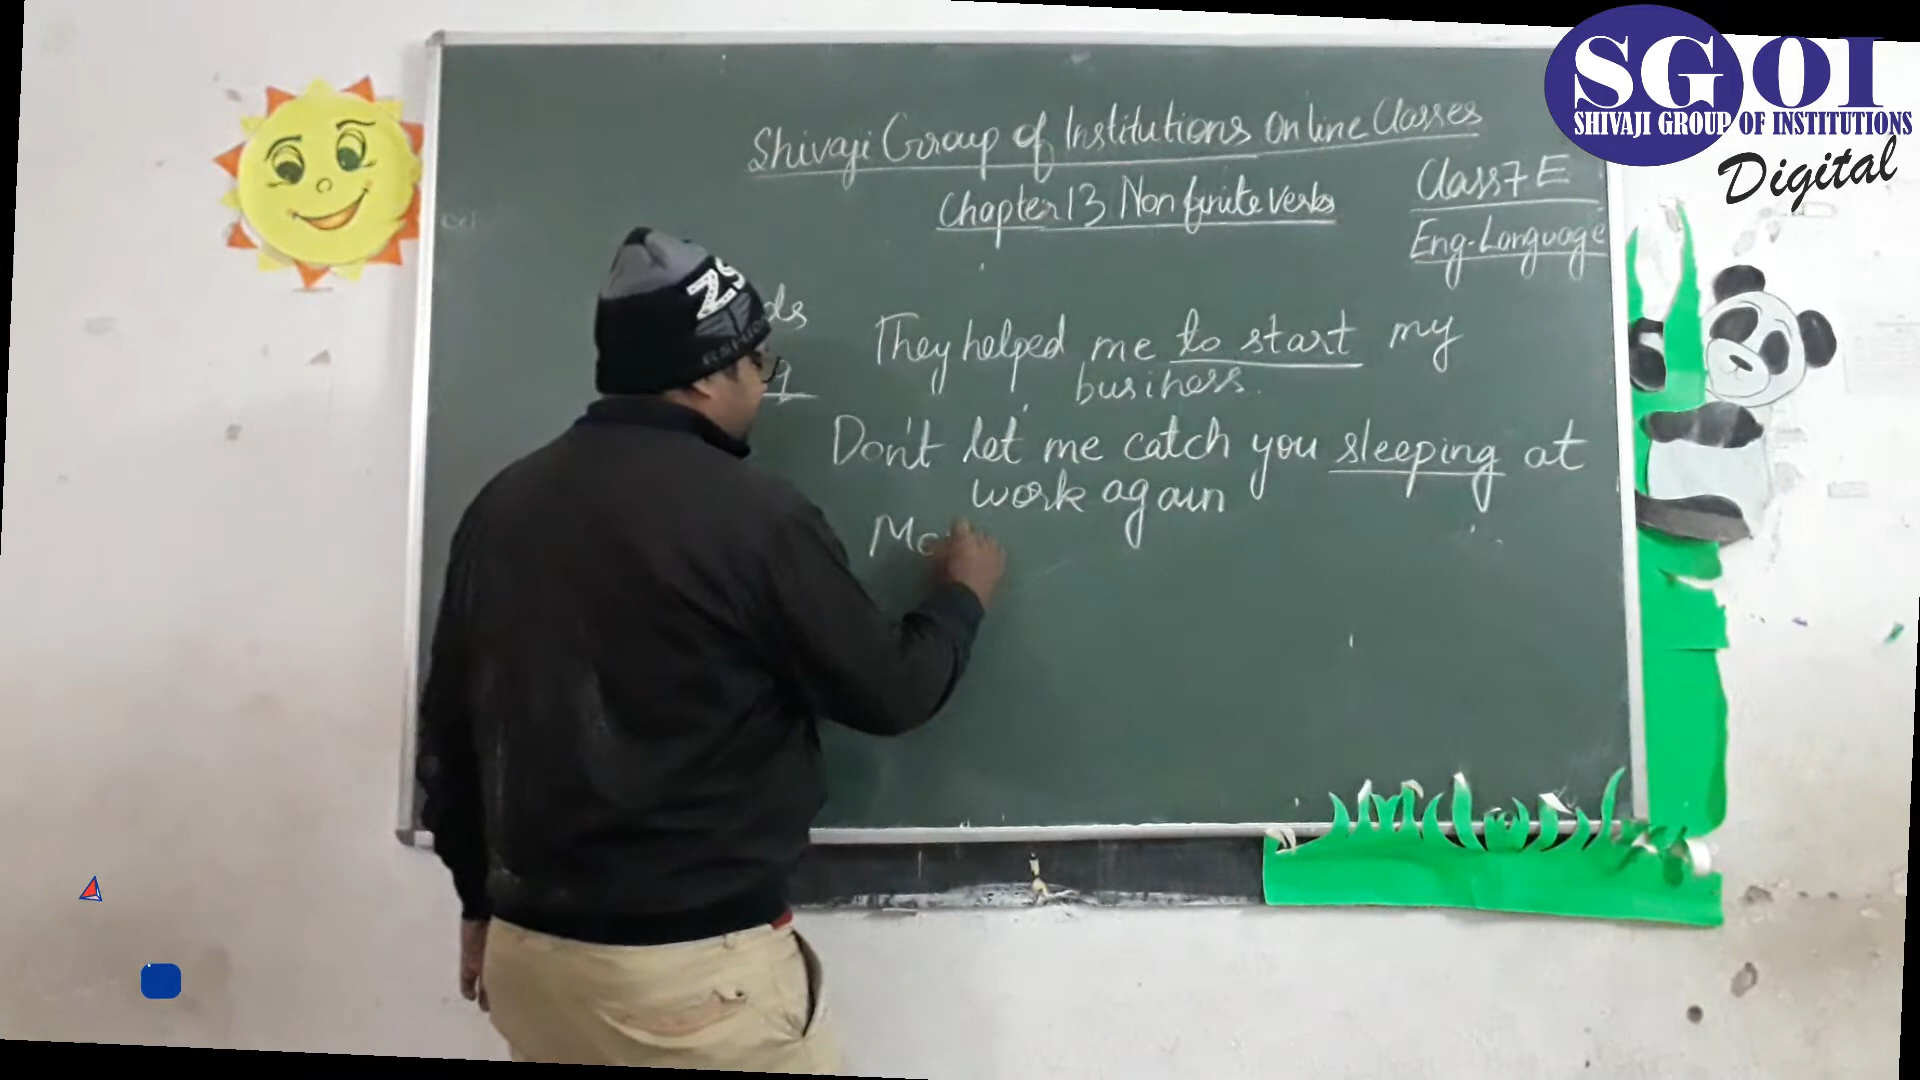 SGOI
SHIVAJI GROUP OF INSTITUTIONS
Digital
Shivaji Group of Institutions Online Classes
Class 7 E
Chapter 13 Non finite Verbs
Eng-Language
They helped me to start my
business.
Don't let me catch you sleeping at
work again
ZS